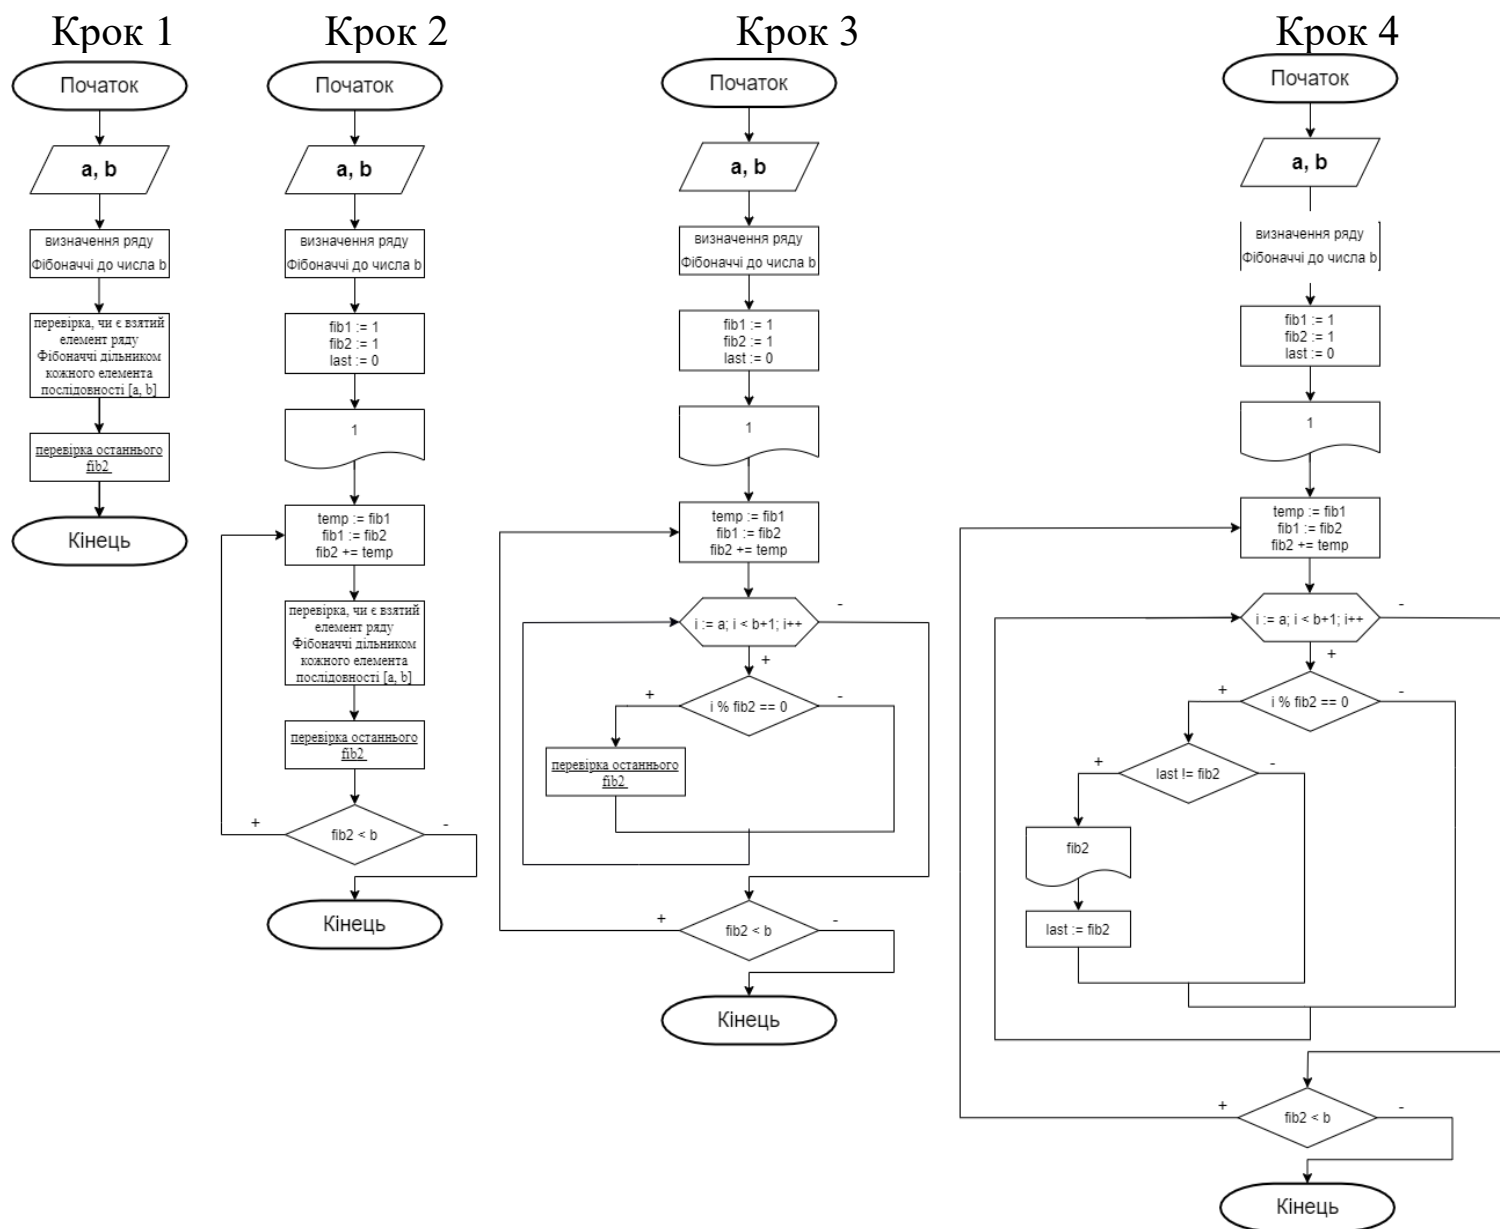 Крок 1
Початок
a, b
визначення ряду
Фібоначчі до числа b
перевірка, чи є взятий
елемент ряду
Фібоначчі дільником
кожного елемента
послідовності [a, b]
перевірка останнього
fib2
Кінець
Крок 2
Початок
a, b
визначення ряду
Фібоначчі до числа b
fib1 := 1
fib2 := 1
last := 0
1
temp := fib1
fib1 := fib2
fib2 += temp
перевірка, чи є взятий
елемент ряду
Фібоначчі дільником
кожного елемента
послідовності [a, b]
перевірка останнього
fib2
+
fib2 < b
-
Кінець
Крок 3
Початок
a, b
визначення ряду
Фібоначчі до числа b
fib1 := 1
fib2 := 1
last := 0
1
temp := fib1
fib1 := fib2
fib2 += temp
i := a; i < b+1; i++
-
+
+
i % fib2 == 0
-
перевірка останнього
fib2
+
fib2 < b
-
Кінець
Крок 4
Початок
a, b
визначення ряду
Фібоначчі до числа b
fib1 := 1
fib2 := 1
last := 0
1
temp := fib1
fib1 := fib2
fib2 += temp
i := a; i < b+1; i++
-
+
+
i % fib2 == 0
-
+
last != fib2
-
fib2
last := fib2
+
fib2 < b
-
Кінець